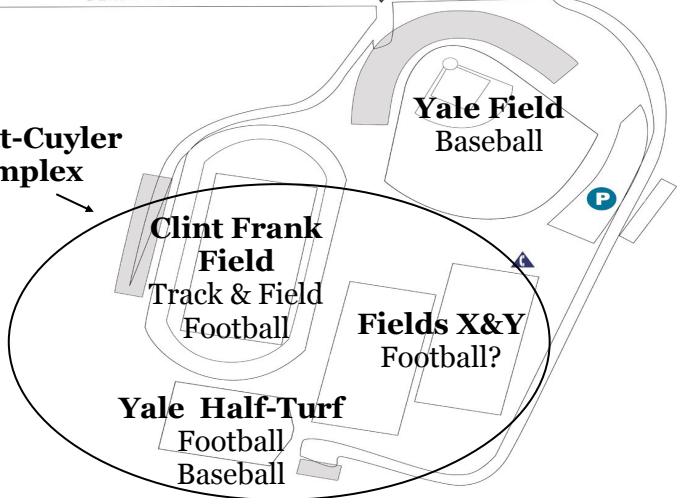 Yale Field
Baseball
t-Cuyler
mplex
P
Clint Frank
Field
Track & Field
Football
Fields X&Y
Football?
Yale Half-Turf
Football
Baseball